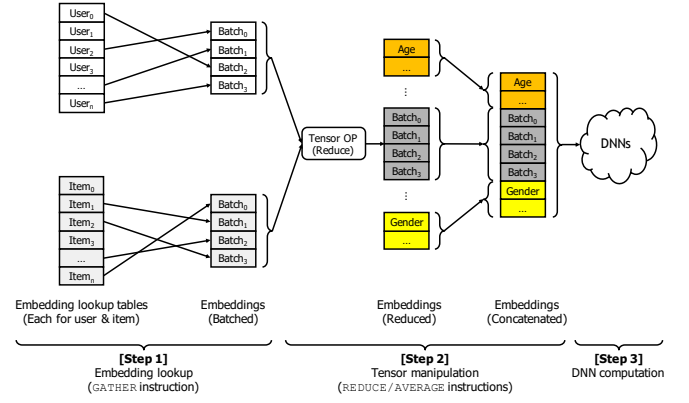 User₀
User₁
User₂
User₃
...
Userₙ
Batch₀
Batch₁
Batch₂
Batch₃
Item₀
Item₁
Item₂
Item₃
...
Itemₙ
Batch₀
Batch₁
Batch₂
Batch₃
Tensor OP
(Reduce)
Age
...
...
Batch₀
Batch₁
Batch₂
Batch₃
...
Gender
...
Age
...
Batch₀
Batch₁
Batch₂
Batch₃
Gender
...
DNNs
Embedding lookup tables
(Each for user & item)
Embeddings
(Batched)
Embeddings
(Reduced)
Embeddings
(Concatenated)
[Step 1]
Embedding lookup
(GATHER instruction)
[Step 2]
Tensor manipulation
(REDUCE/AVERAGE instructions)
[Step 3]
DNN computation